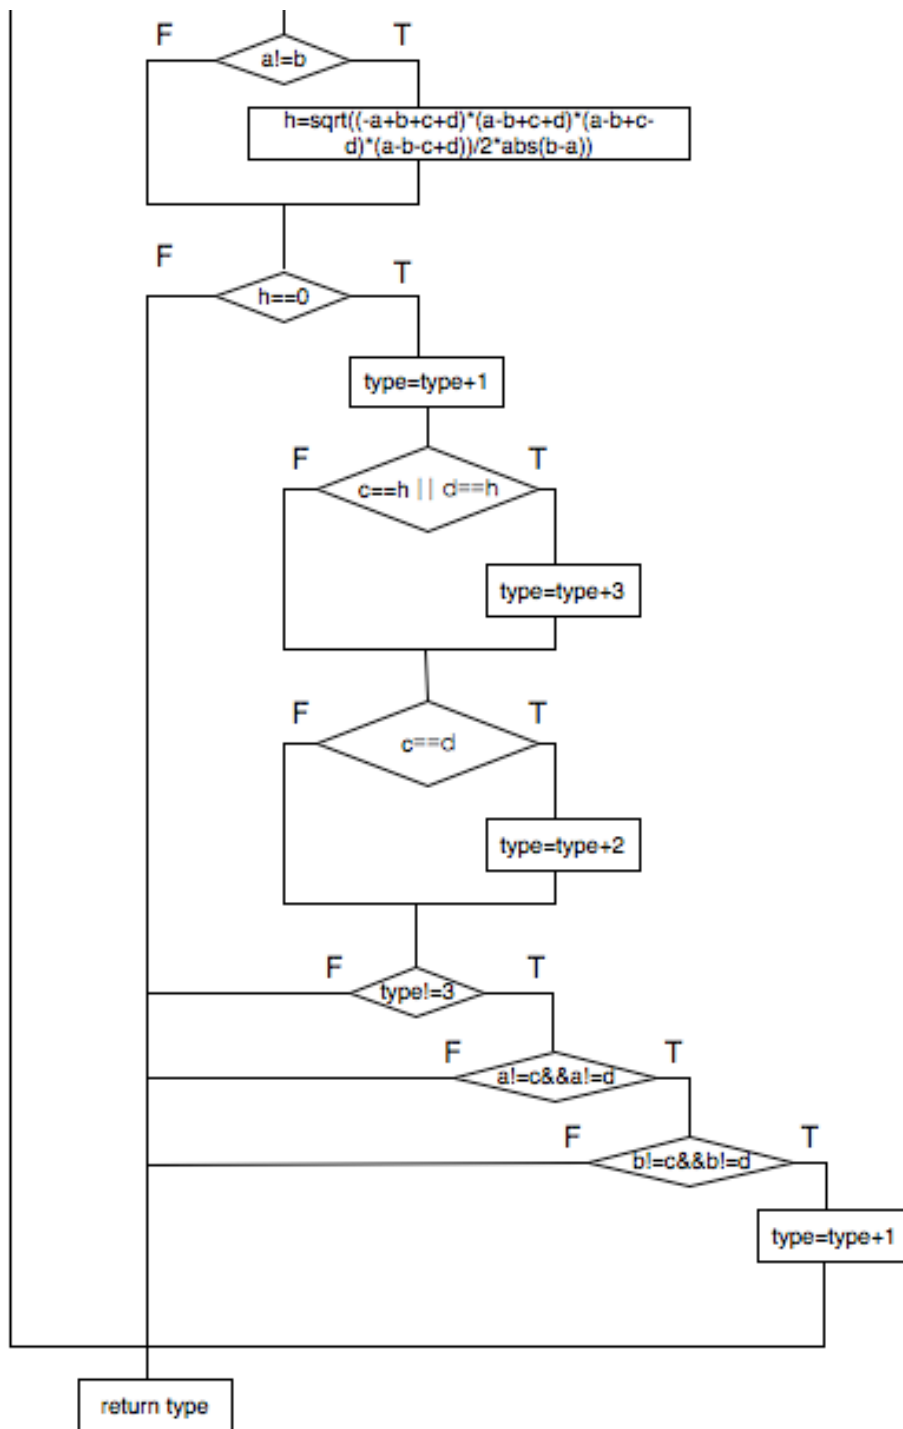 F
T
a!=b
h=sqrt((-a+b+c+d)*(a-b+c+d)*(a-b+c-
d)*(a-b-c+d))/2*abs(b-a))
F
T
h==0
type=type+1
F
T
c==h || d==h
type=type+3
F
T
c==d
type=type+2
F
T
type!=3
F
T
a!=c&&a!=d
F
T
b!=c&&b!=d
type=type+1
return type